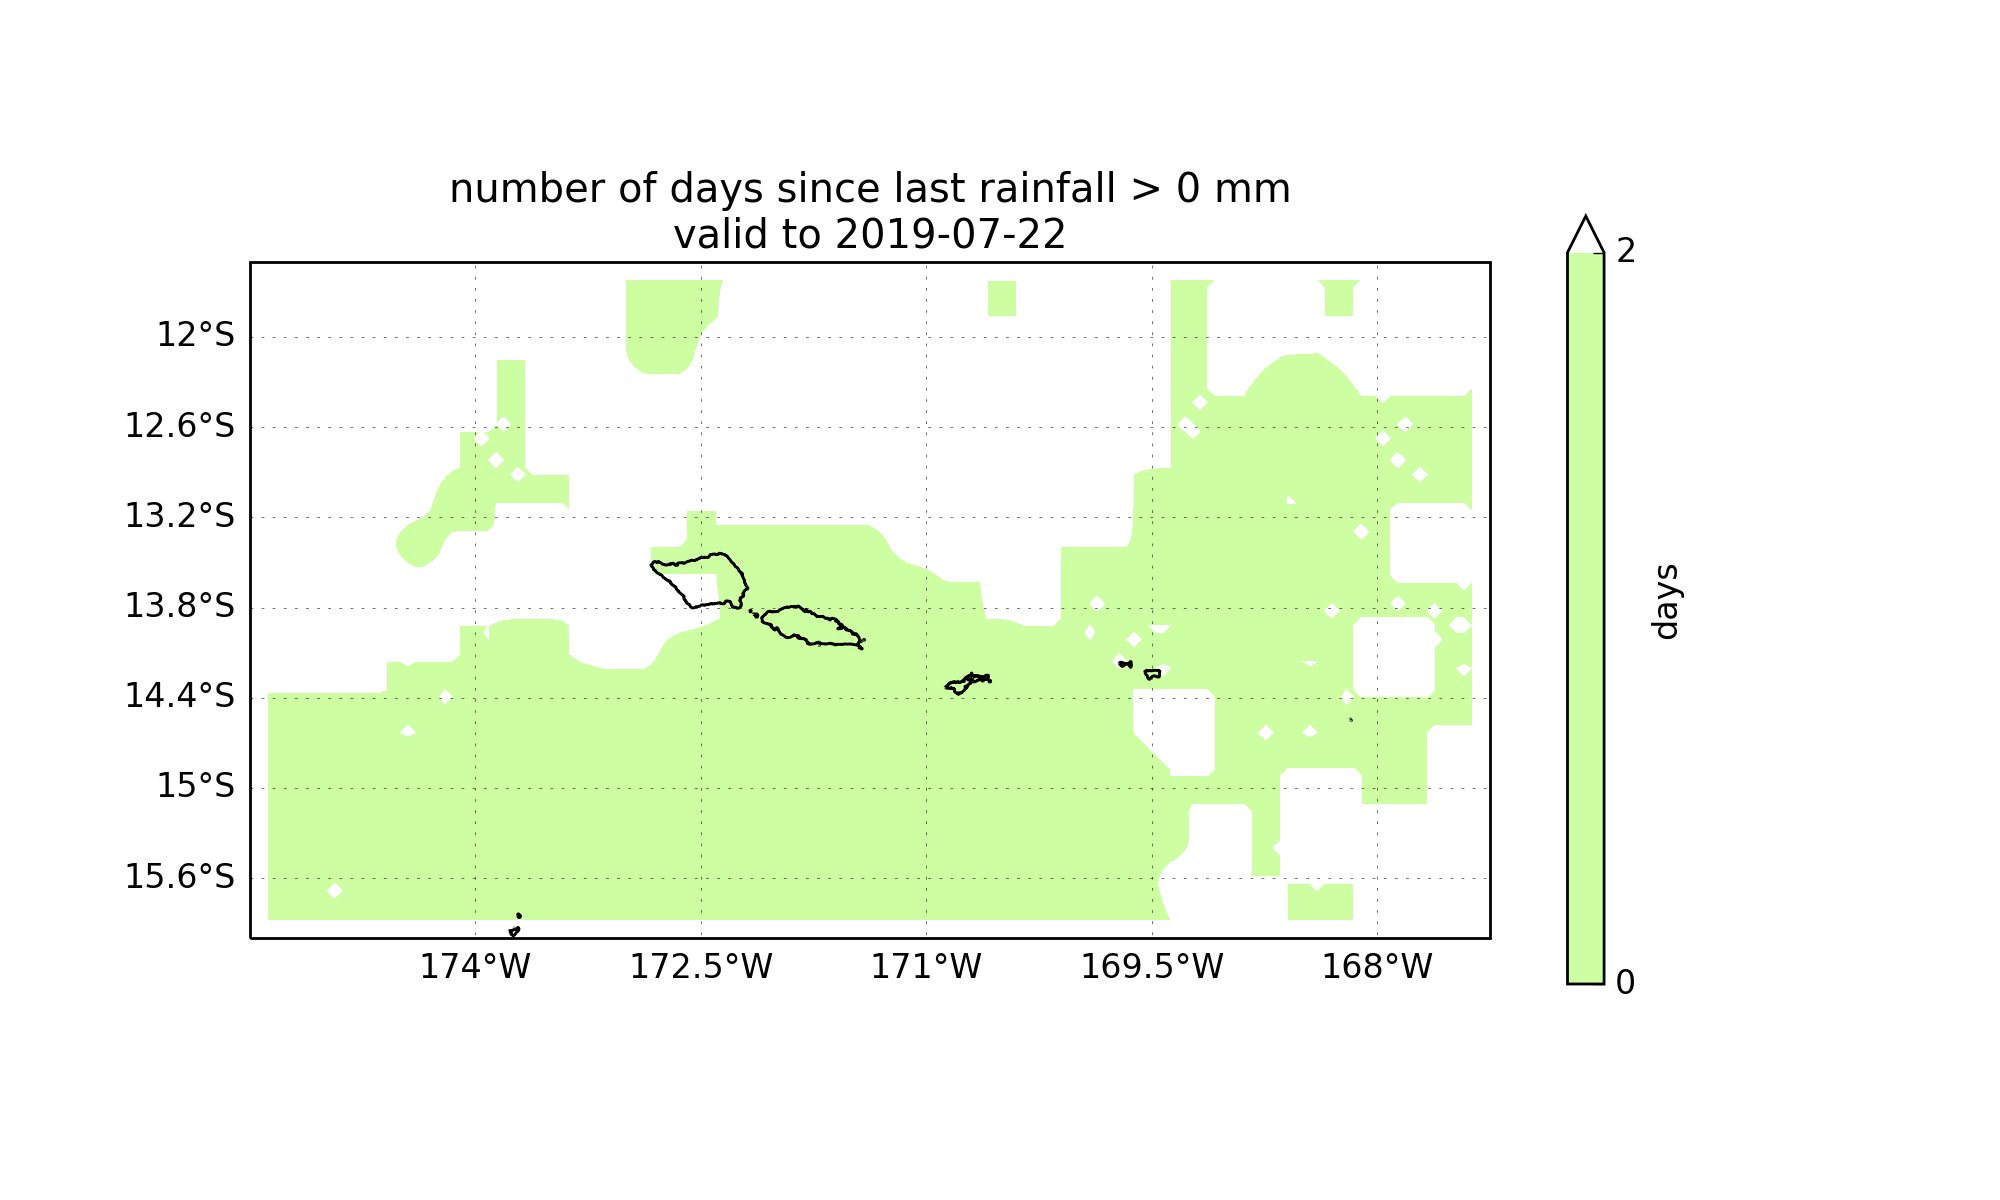 number of days since last rainfall > 0 mm
valid to 2019-07-22
2
12°S
12.6°S
13.2°S
13.8°S
14.4°S
15°S
15.6°S
days
0
174°W 172.5°W 171°W 169.5°W 168°W